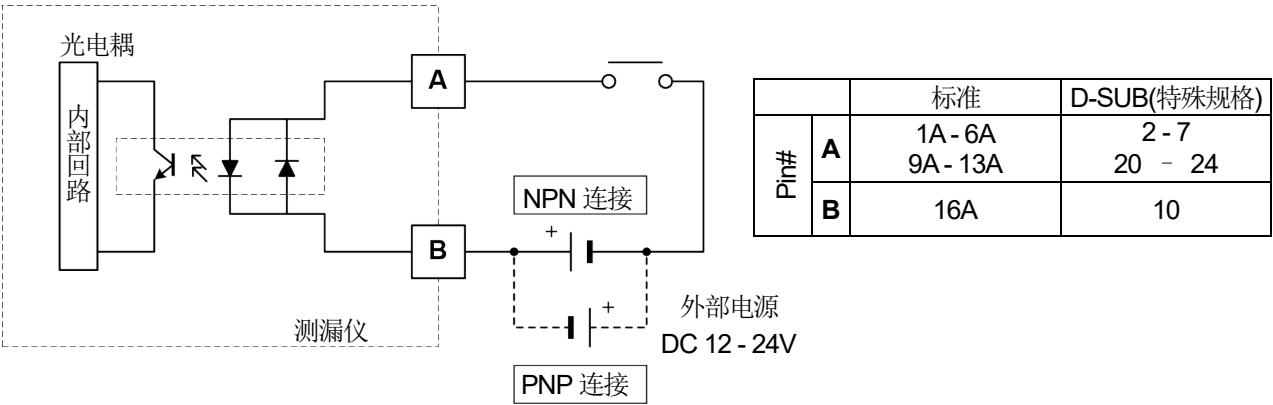 光电耦
内部回路
A
B
测漏仪
NPN 连接
+
+
外部电源
DC 12 - 24V
PNP 连接
标准 D-SUB(特殊规格)
Pin# A 1A - 6A 2 - 7
9A - 13A 20 - 24
B 16A 10